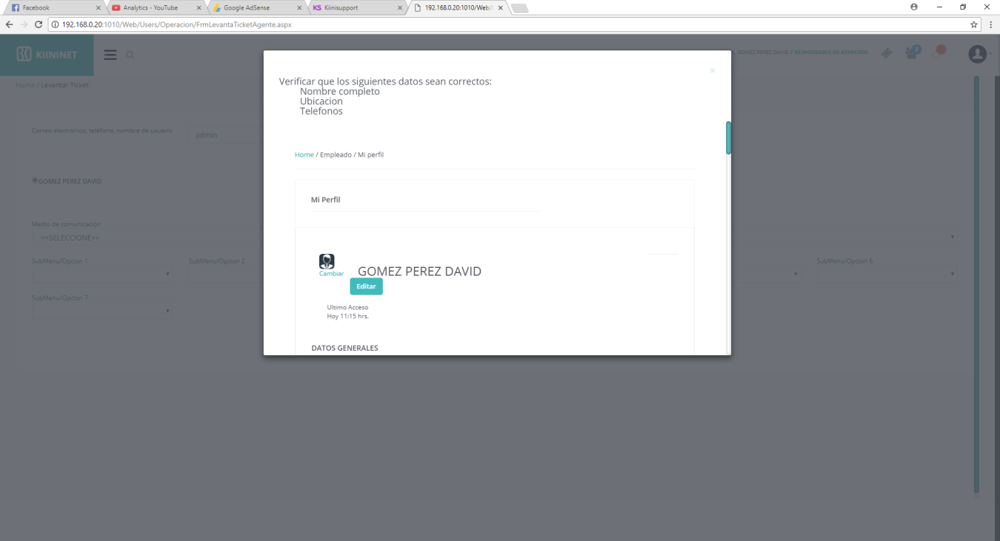 Facebook
Analytics - YouTube
Google AdSense
KS Kiinisupport
192.168.0.20:1010/Web/
192.168.0.20:1010/Web/Users/Operacion/FrmLevantaTicketAgente.aspx
KIININET
GOMEZ PEREZ DAVID / RESPONSABLE DE ATENCIÓN
Home / Levantar Ticket
Correo electrónico, teléfono, nombre de usuario
admin
GOMEZ PEREZ DAVID
Medio de comunicación
==SELECCIONE==
SubMenu/Opcion 1
SubMenu/Opcion 2
SubMenu/Opcion 6
SubMenu/Opcion 7
Verificar que los siguientes datos sean correctos:
Nombre completo
Ubicacion
Telefonos
Home / Empleado / Mi perfil
Mi Perfil
Cambiar
GOMEZ PEREZ DAVID
Editar
Ultimo Acceso
Hoy 11:15 hrs.
DATOS GENERALES